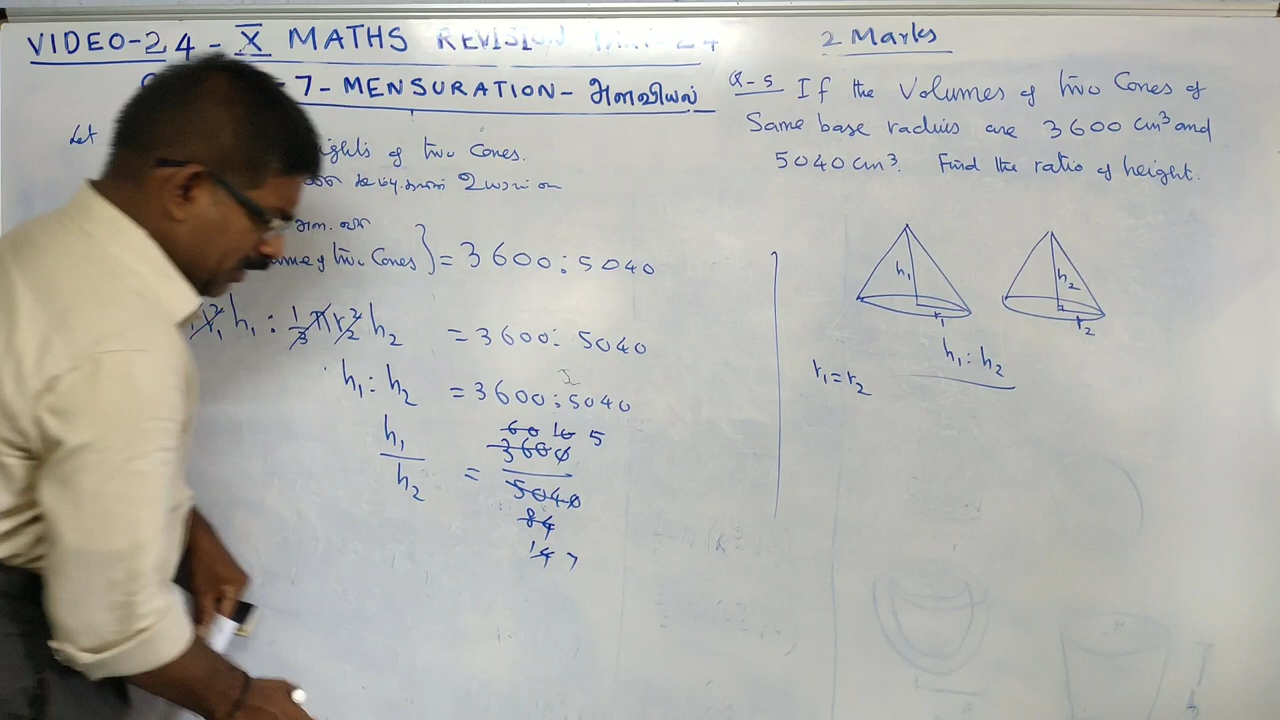 VIDEO-24 - X MATHS REVISION
2 Marks
7 - MENSURATION - அளவியல்
Q-5 If the Volumes of two Cones of
Same base radius are 3600 cm³ and
5040 cm³. Find the ratio of height.
Let
of two Cones.
two Cones } = 3600 : 5040
h₁ : 1/3 πr₂² h₂ = 3600 : 5040
h₁ : h₂ = 3600 : 5040
60 10 5
h₁ 3600
=
h₂ 5040
84
14 7
h₁
h₂
r₁
r₂
h₁ : h₂
r₁ = r₂